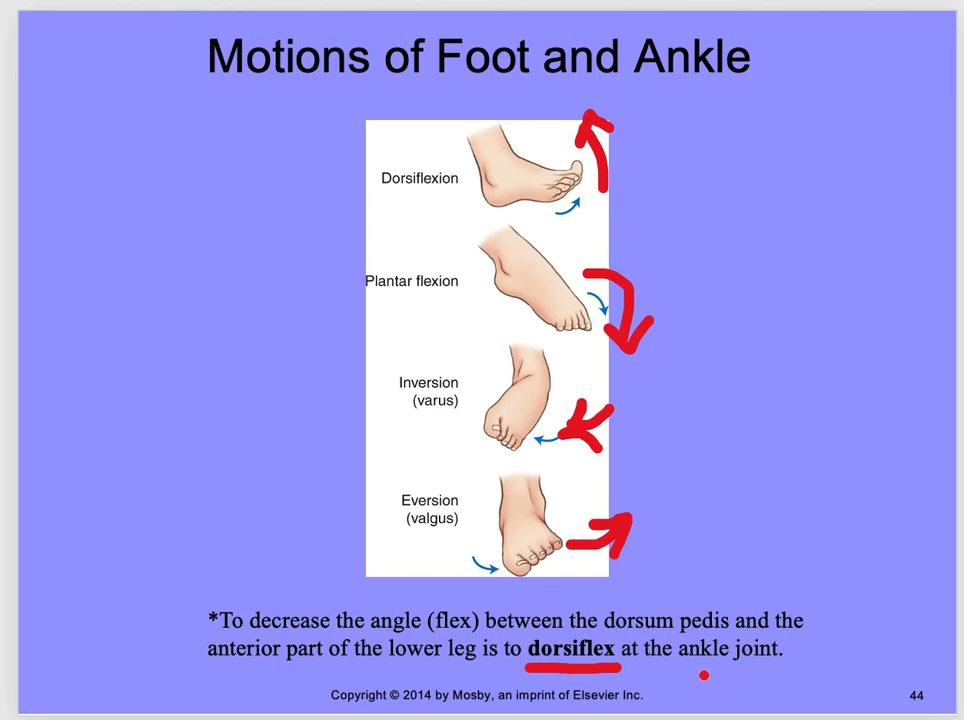 Motions of Foot and Ankle
Dorsiflexion
Plantar flexion
Inversion
(varus)
Eversion
(valgus)
*To decrease the angle (flex) between the dorsum pedis and the
anterior part of the lower leg is to dorsiflex at the ankle joint.
Copyright © 2014 by Mosby, an imprint of Elsevier Inc.
44